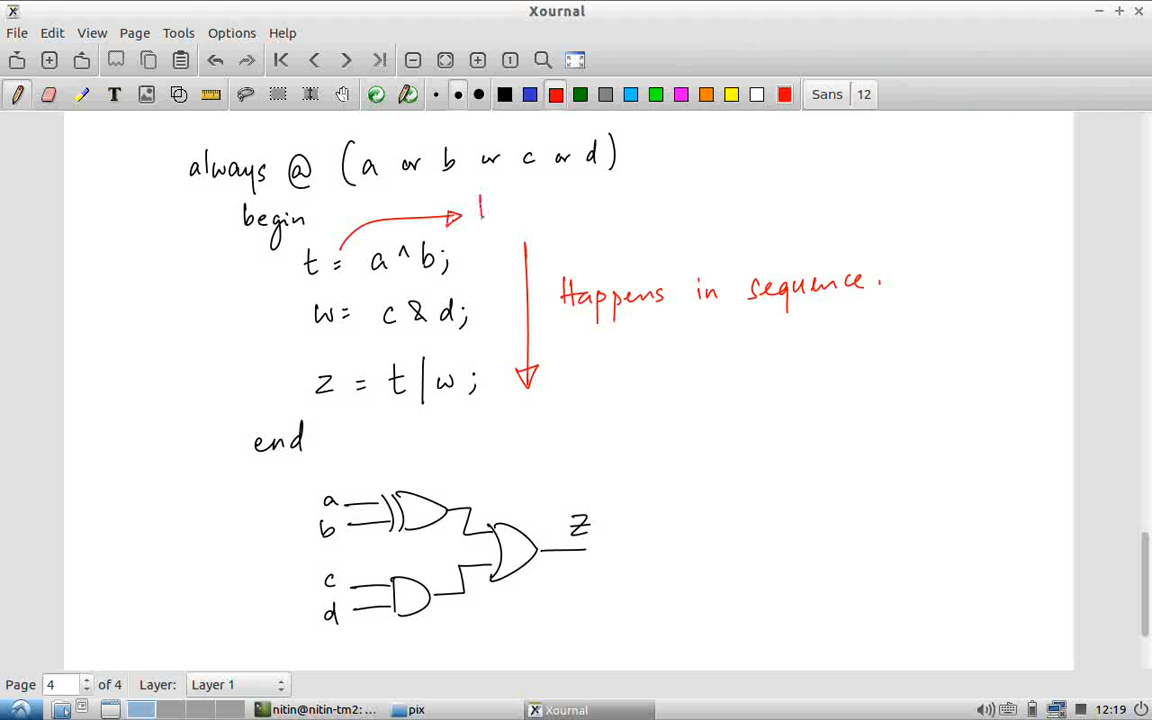 Xournal
File Edit View Page Tools Options Help
Sans 12
always @ (a or b or c or d)
begin
t = a ^ b;
w = c & d;
Happens in sequence.
z = t | w ;
end
a
b
z
c
d
Page 4 of 4 Layer: Layer 1
nitin@nitin-tm2: ... pix Xournal 12:19